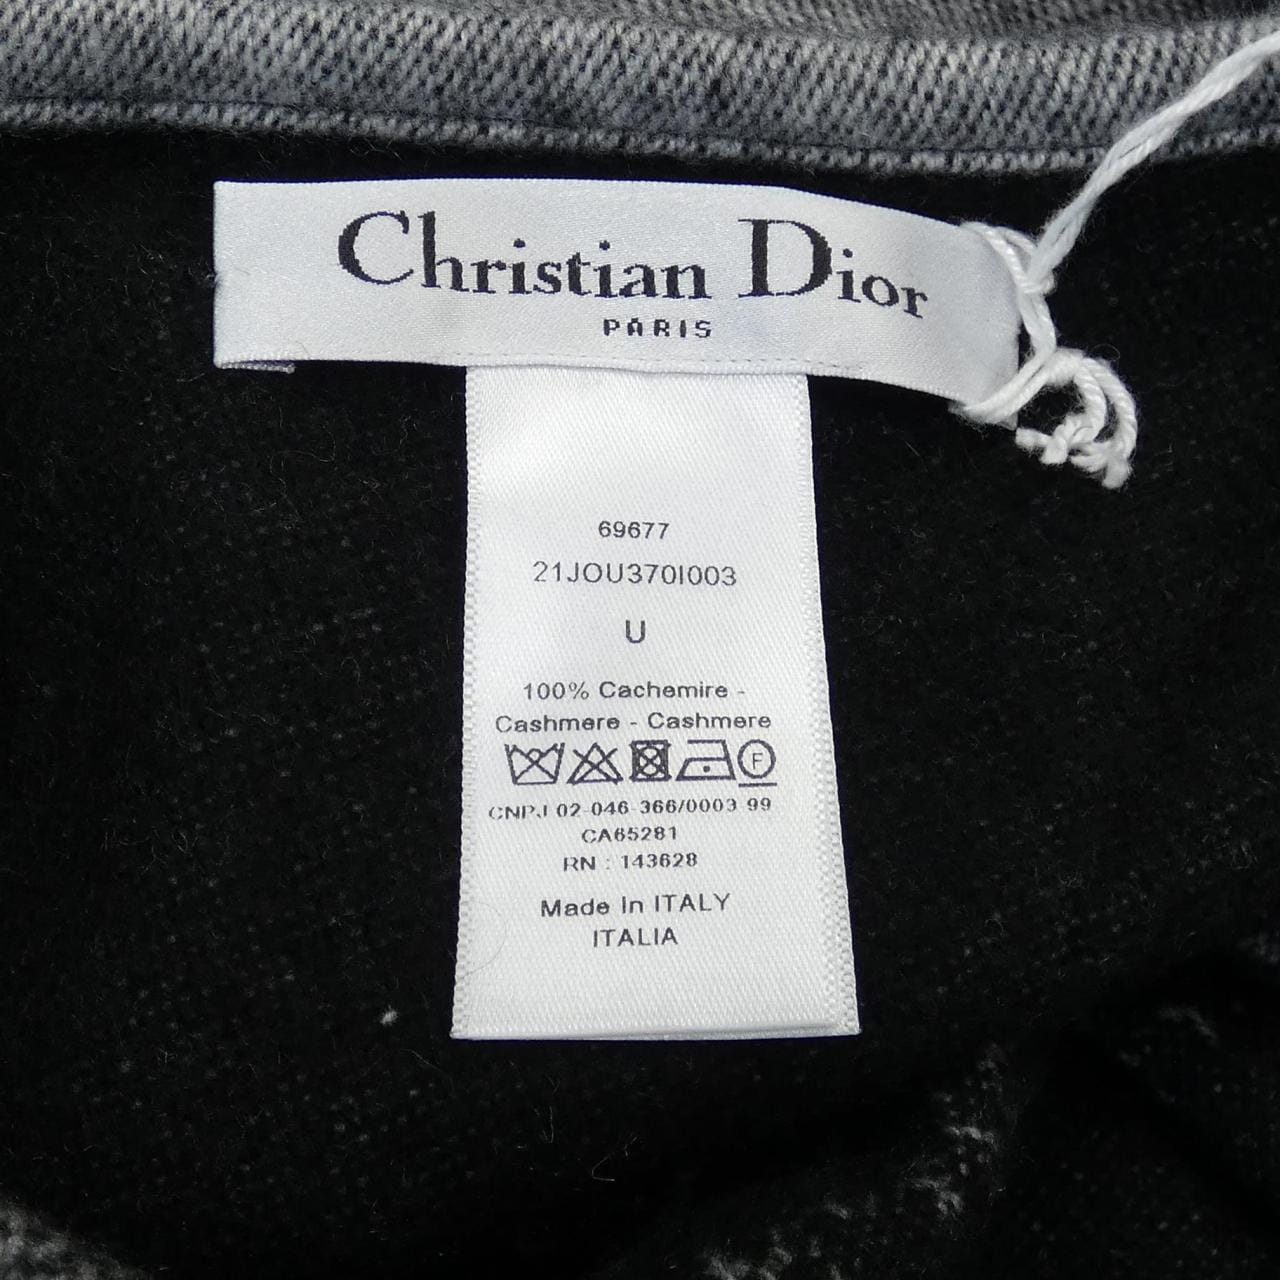 Christian Dior
PARIS
69677
21JOU370I003
U
100% Cachemire -
Cashmere - Cashmere
F
CNPJ 02-046-366/0003-99
CA65281
RN : 143628
Made In ITALY
ITALIA